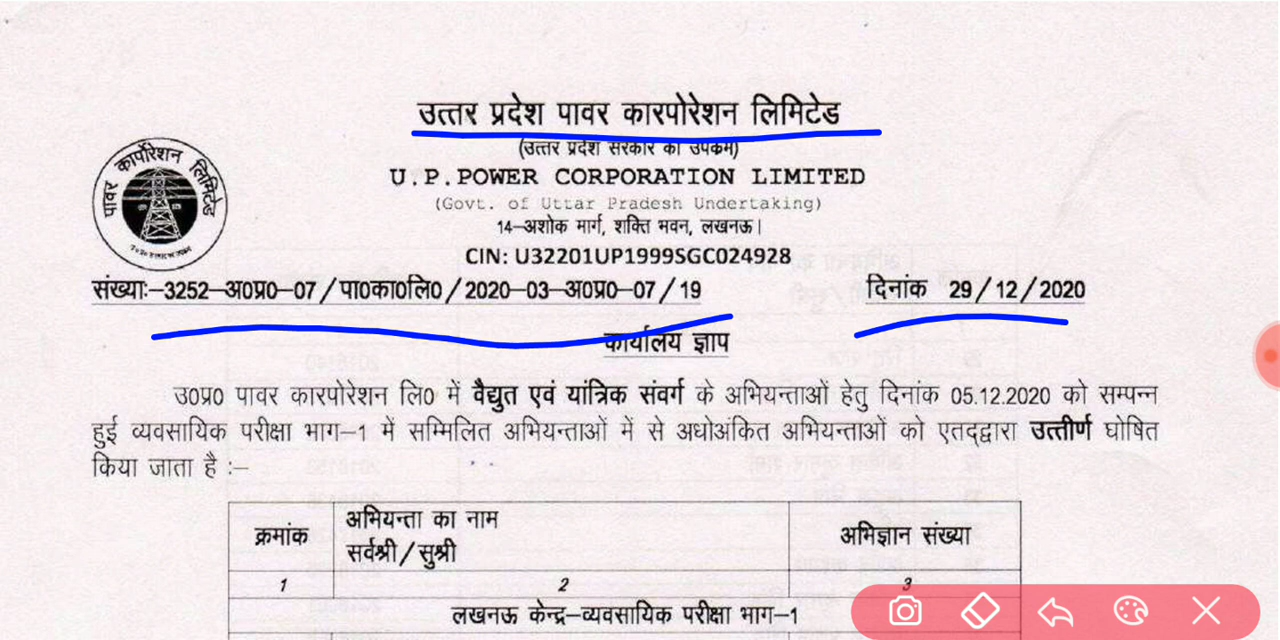 उत्तर प्रदेश पावर कारपोरेशन लिमिटेड
(उत्तर प्रदेश सरकार का उपक्रम)
U.P.POWER CORPORATION LIMITED
(Govt. of Uttar Pradesh Undertaking)
14–अशोक मार्ग, शक्ति भवन, लखनऊ।
CIN: U32201UP1999SGC024928
पावर कार्पोरेशन लिमिटेड
संख्याः–3252–अ0प्र0–07/पा0का0लि0/2020–03–अ0प्र0–07/19 दिनांक 29/12/2020
कार्यालय ज्ञाप
उ0प्र0 पावर कारपोरेशन लि0 में वैद्युत एवं यांत्रिक संवर्ग के अभियन्ताओं हेतु दिनांक 05.12.2020 को सम्पन्न
हुई व्यवसायिक परीक्षा भाग–1 में सम्मिलित अभियन्ताओं में से अधोअंकित अभियन्ताओं को एतद्द्वारा उत्तीर्ण घोषित
किया जाता है :–
क्रमांक अभियन्ता का नाम अभिज्ञान संख्या
सर्वश्री/सुश्री
1 2 3
लखनऊ केन्द्र–व्यवसायिक परीक्षा भाग–1